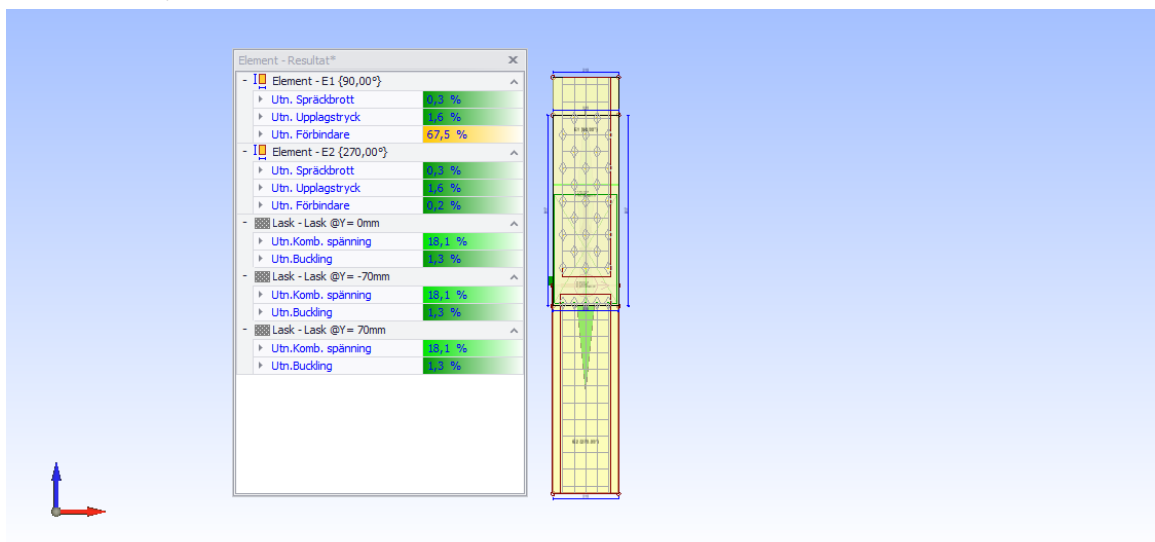 Element - Resultat*
- Element - E1 {90,00°}
Utn. Spräckbrott 0,3 %
Utn. Upplagstryck 1,6 %
Utn. Förbindare 67,5 %
- Element - E2 {270,00°}
Utn. Spräckbrott 0,3 %
Utn. Upplagstryck 1,6 %
Utn. Förbindare 0,2 %
- Lask - Lask @Y= 0mm
Utn.Komb. spänning 18,1 %
Utn.Buckling 1,3 %
- Lask - Lask @Y= -70mm
Utn.Komb. spänning 18,1 %
Utn.Buckling 1,3 %
- Lask - Lask @Y= 70mm
Utn.Komb. spänning 18,1 %
Utn.Buckling 1,3 %